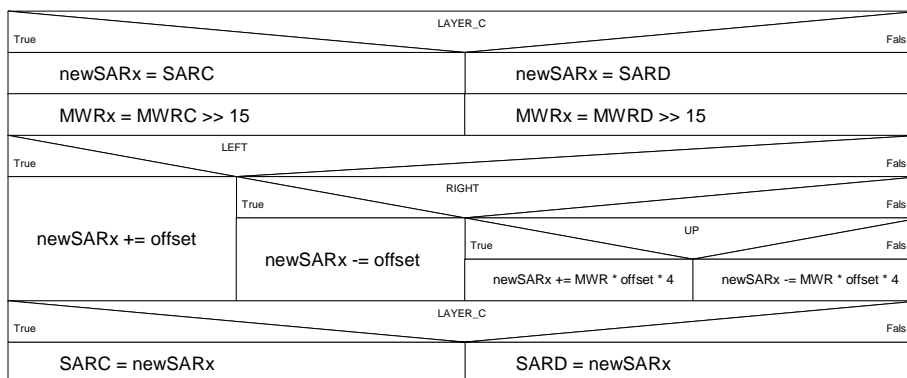 LAYER_C
True
Fals
newSARx = SARC
newSARx = SARD
MWRx = MWRC >> 15
MWRx = MWRD >> 15
LEFT
True
Fals
RIGHT
True
Fals
newSARx += offset
UP
True
Fals
newSARx -= offset
newSARx += MWR * offset * 4
newSARx -= MWR * offset * 4
LAYER_C
True
Fals
SARC = newSARx
SARD = newSARx